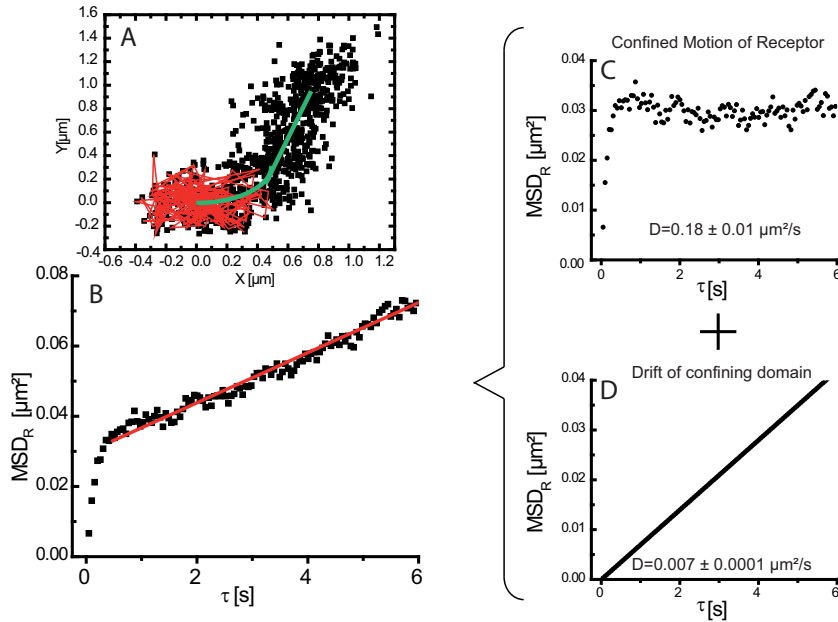 A
Y[µm]
1.6
1.4
1.2
1.0
0.8
0.6
0.4
0.2
0.0
-0.2
-0.4
-0.6 -0.4 -0.2 0.0 0.2 0.4 0.6 0.8 1.0 1.2
X [µm]
B
MSD_R [µm²]
0.08
0.06
0.04
0.02
0.00
0 2 4 6
τ [s]
Confined Motion of Receptor
C
MSD_R [µm²]
0.04
0.03
0.02
0.01
0.00
D=0.18 ± 0.01 µm²/s
0 2 4 6
τ[s]
+
Drift of confining domain
D
MSD_R [µm²]
0.04
0.03
0.02
0.01
0.00
D=0.007 ± 0.0001 µm²/s
0 2 4 6
τ[s]